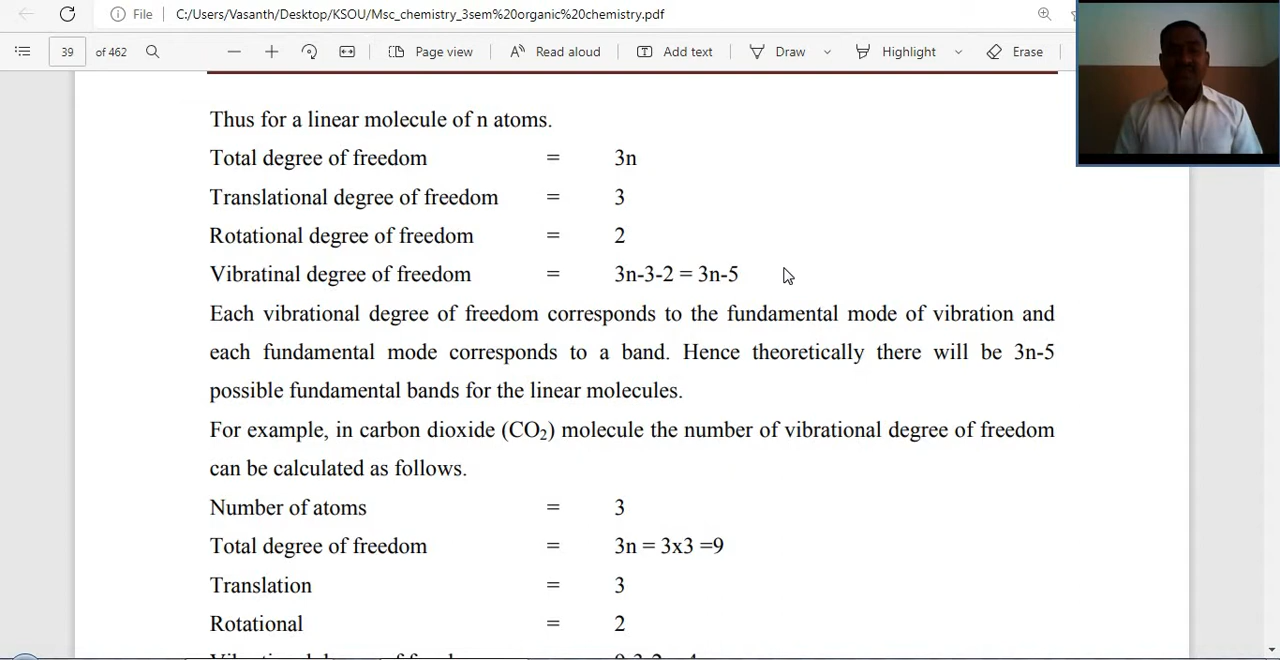 File C:/Users/Vasanth/Desktop/KSOU/Msc_chemistry_3sem%20organic%20chemistry.pdf
39 of 462 Page view Read aloud Add text Draw Highlight Erase
Thus for a linear molecule of n atoms.
Total degree of freedom = 3n
Translational degree of freedom = 3
Rotational degree of freedom = 2
Vibratinal degree of freedom = 3n-3-2 = 3n-5
Each vibrational degree of freedom corresponds to the fundamental mode of vibration and
each fundamental mode corresponds to a band. Hence theoretically there will be 3n-5
possible fundamental bands for the linear molecules.
For example, in carbon dioxide (CO₂) molecule the number of vibrational degree of freedom
can be calculated as follows.
Number of atoms = 3
Total degree of freedom = 3n = 3x3 =9
Translation = 3
Rotational = 2